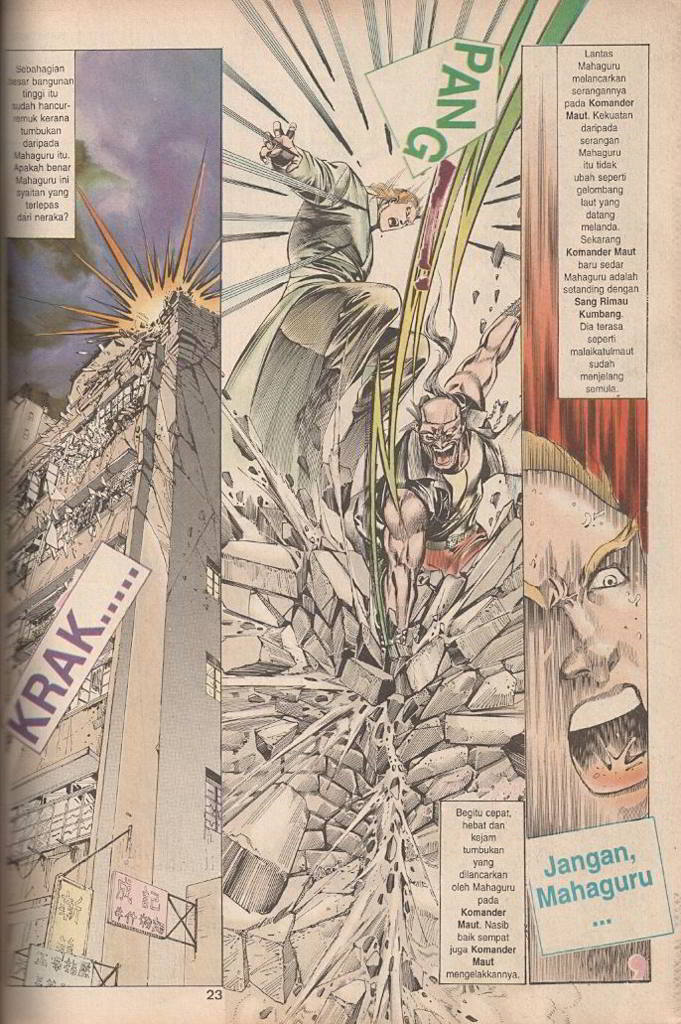 Sebahagian
besar bangunan
tinggi itu
sudah hancur-
remuk kerana
tumbukan
daripada
Mahaguru itu.
Apakah benar
Mahaguru ini
syaitan yang
terlepas
dari neraka?
KRAK.....
PANG
Begitu cepat,
hebat dan
kejam
tumbukan
yang
dilancarkan
oleh Mahaguru
pada
Komander
Maut. Nasib
baik sempat
juga Komander
Maut
mengelakkannya.
Lantas
Mahaguru
melancarkan
serangannya
pada Komander
Maut. Kekuatan
daripada
serangan
Mahaguru
itu tidak
ubah seperti
gelombang
laut yang
datang
melanda.
Sekarang
Komander Maut
baru sedar
Mahaguru adalah
setanding dengan
Sang Rimau
Kumbang.
Dia terasa
seperti
malaikatulmaut
sudah
menjelang
semula.
Jangan,
Mahaguru
...
23